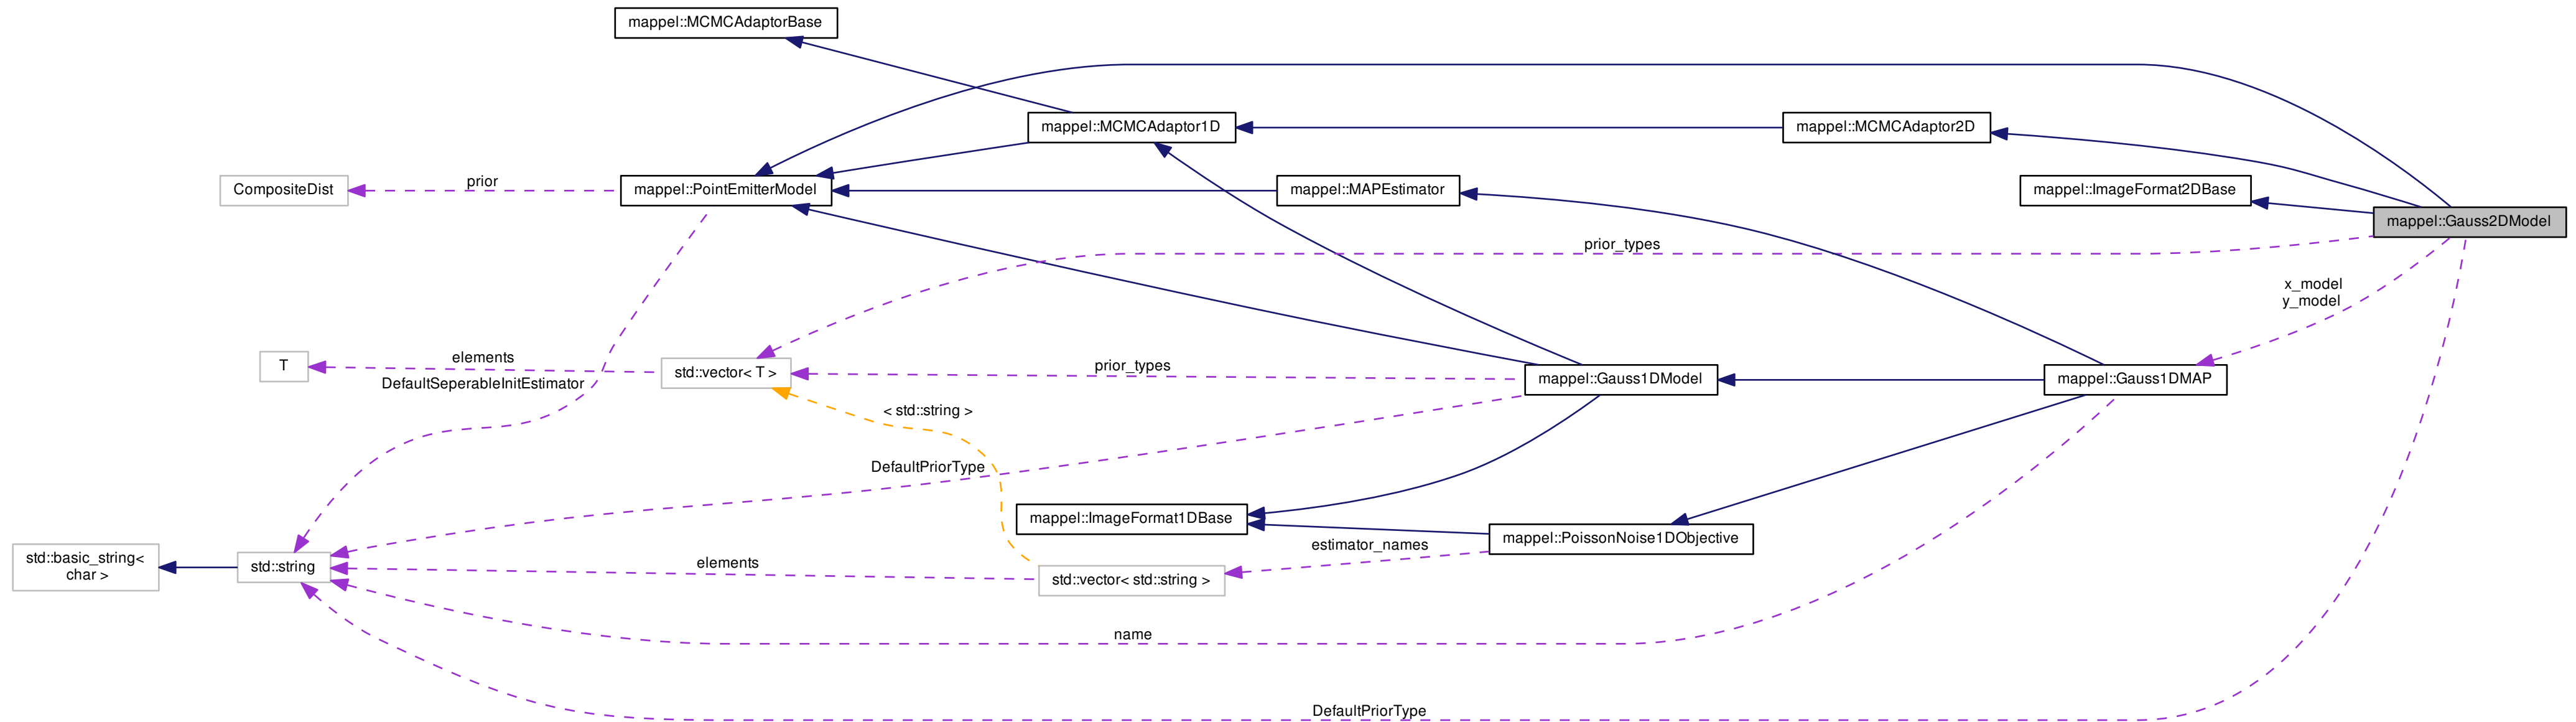 mappel::MCMCAdaptorBase
mappel::MCMCAdaptor1D
mappel::MCMCAdaptor2D
CompositeDist
prior
mappel::PointEmitterModel
mappel::MAPEstimator
mappel::ImageFormat2DBase
mappel::Gauss2DModel
prior_types
x_model
y_model
T
elements
std::vector< T >
prior_types
mappel::Gauss1DModel
mappel::Gauss1DMAP
DefaultSeperableInitEstimator
< std::string >
DefaultPriorType
mappel::ImageFormat1DBase
mappel::PoissonNoise1DObjective
estimator_names
std::basic_string<
char >
std::string
elements
std::vector< std::string >
name
DefaultPriorType